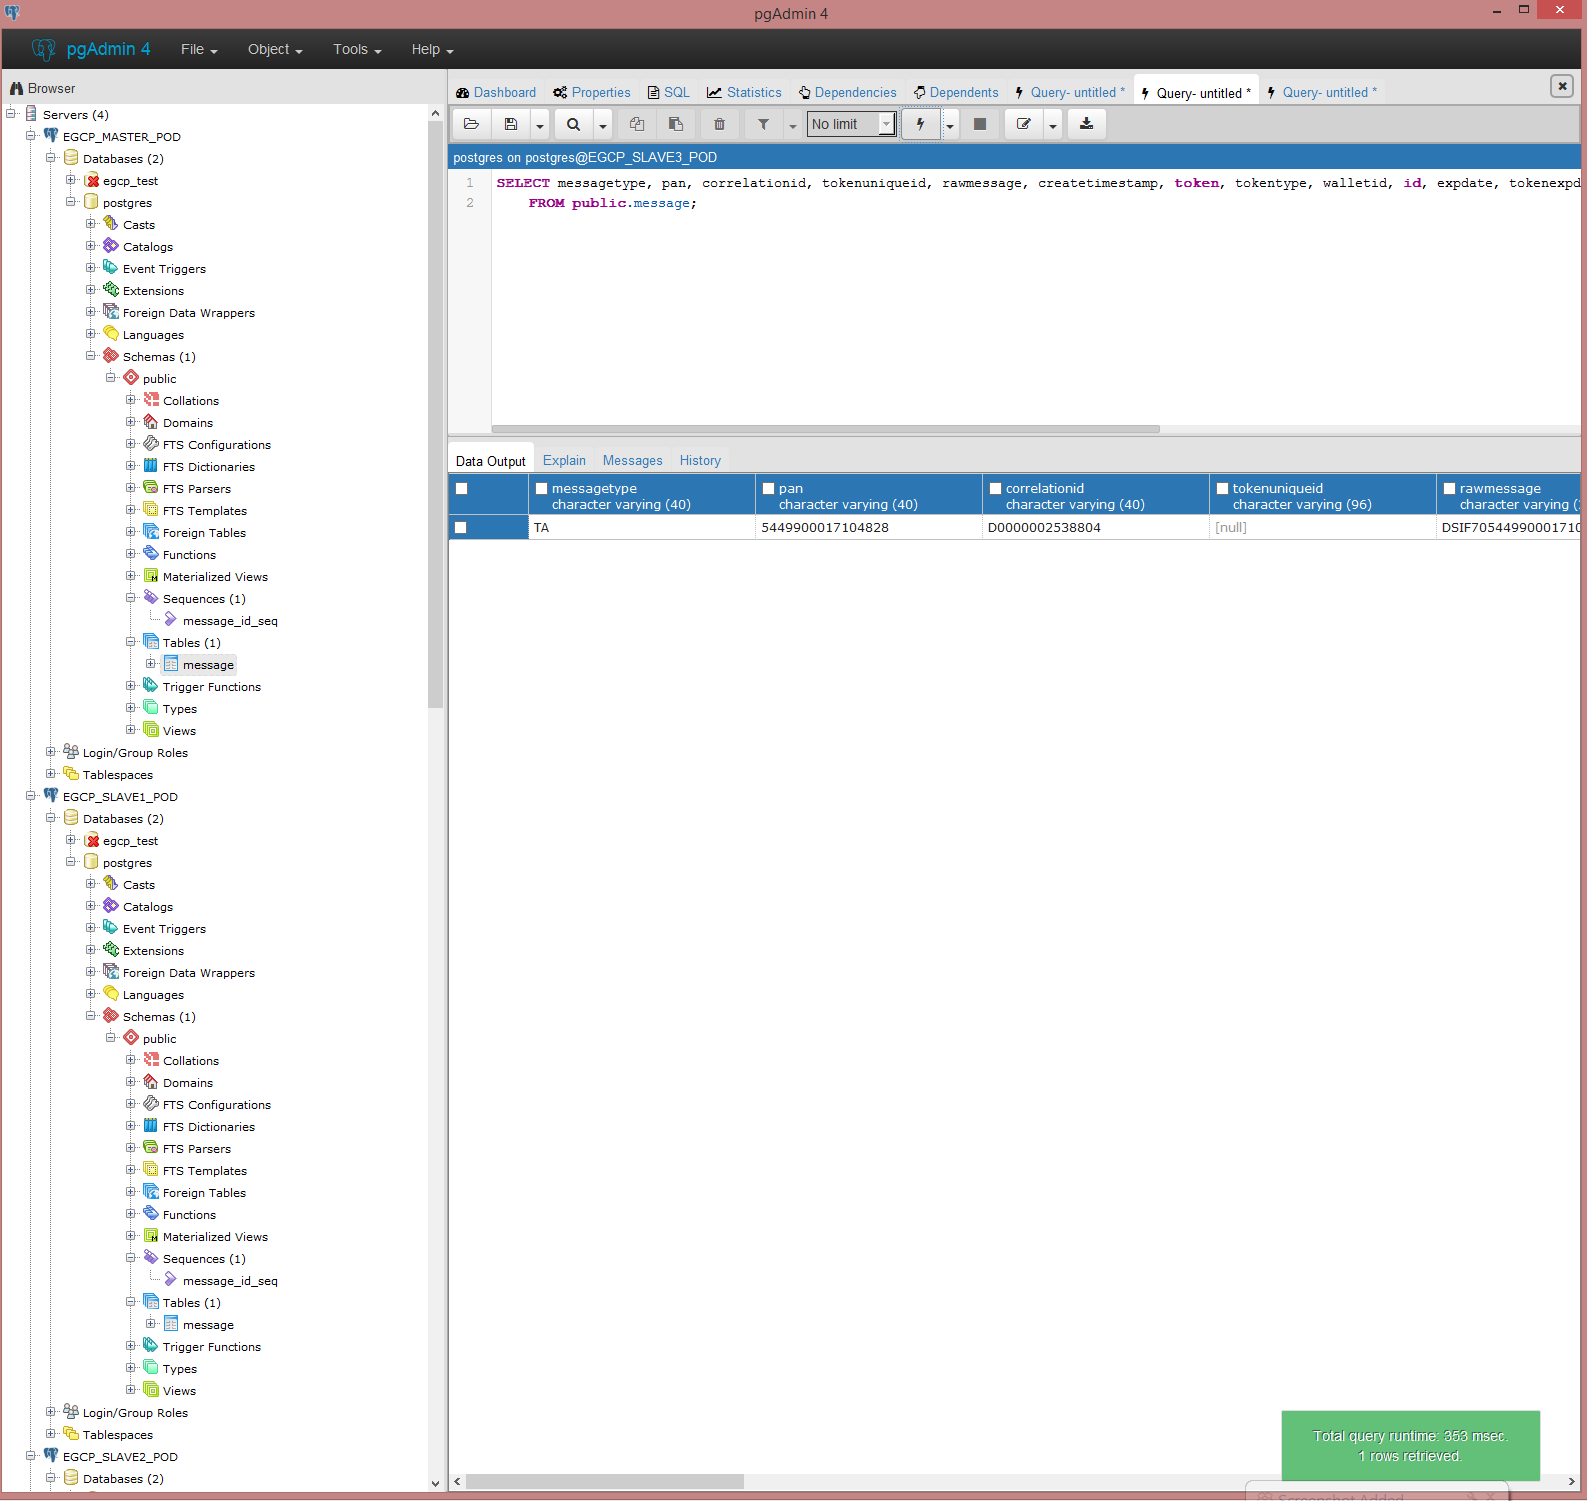 pgAdmin 4
pgAdmin 4 File Object Tools Help
Browser
Servers (4)
EGCP_MASTER_POD
Databases (2)
egcp_test
postgres
Casts
Catalogs
Event Triggers
Extensions
Foreign Data Wrappers
Languages
Schemas (1)
public
Collations
Domains
FTS Configurations
FTS Dictionaries
FTS Parsers
FTS Templates
Foreign Tables
Functions
Materialized Views
Sequences (1)
message_id_seq
Tables (1)
message
Trigger Functions
Types
Views
Login/Group Roles
Tablespaces
EGCP_SLAVE1_POD
Databases (2)
egcp_test
postgres
Casts
Catalogs
Event Triggers
Extensions
Foreign Data Wrappers
Languages
Schemas (1)
public
Collations
Domains
FTS Configurations
FTS Dictionaries
FTS Parsers
FTS Templates
Foreign Tables
Functions
Materialized Views
Sequences (1)
message_id_seq
Tables (1)
message
Trigger Functions
Types
Views
Login/Group Roles
Tablespaces
EGCP_SLAVE2_POD
Databases (2)
Dashboard Properties SQL Statistics Dependencies Dependents Query- untitled * Query- untitled * Query- untitled *
No limit
postgres on postgres@EGCP_SLAVE3_POD
1 SELECT messagetype, pan, correlationid, tokenuniqueid, rawmessage, createtimestamp, token, tokentype, walletid, id, expdate, tokenexpd
2 FROM public.message;
Data Output Explain Messages History
messagetype pan correlationid tokenuniqueid rawmessage
character varying (40) character varying (40) character varying (40) character varying (96) character varying (
TA 5449900017104828 D0000002538804 [null] DSIF70544990001710
Total query runtime: 353 msec.
1 rows retrieved.
Screenshot Added